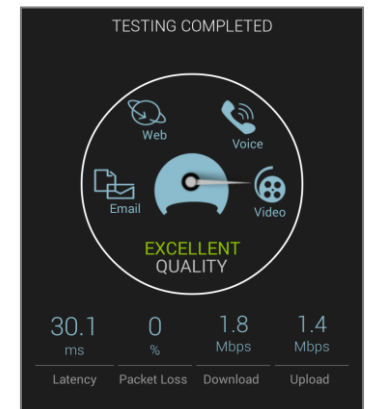 TESTING COMPLETED
Web
Voice
Email
Video
EXCELLENT
QUALITY
30.1 0 1.8 1.4
ms % Mbps Mbps
Latency Packet Loss Download Upload